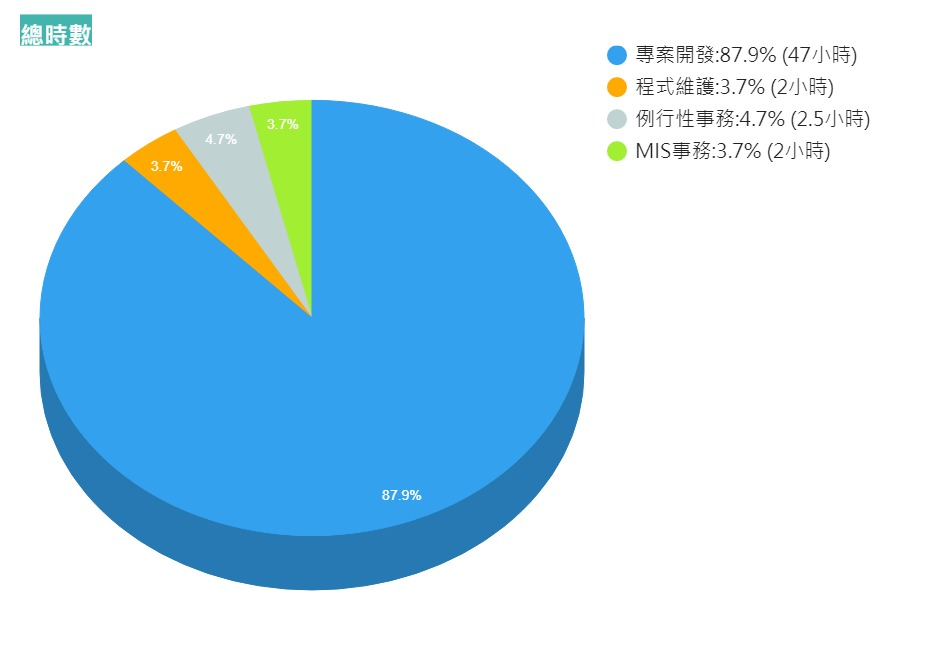 總時數
專案開發:87.9% (47小時)
程式維護:3.7% (2小時)
例行性事務:4.7% (2.5小時)
MIS事務:3.7% (2小時)
3.7%
4.7%
3.7%
87.9%